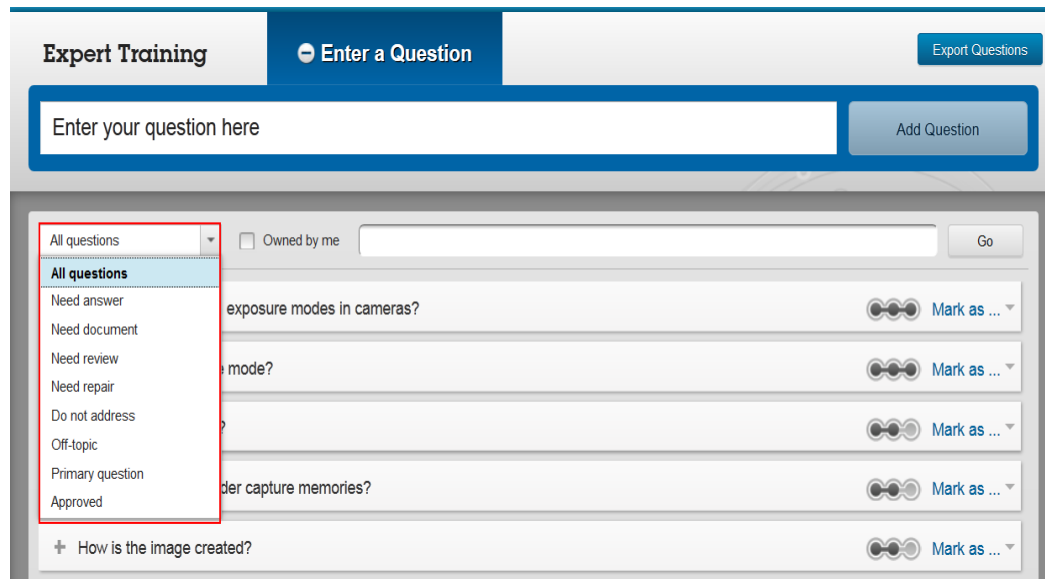 Expert Training
Enter a Question
Export Questions
Enter your question here
Add Question
All questions
Owned by me
Go
All questions
Need answer
Need document
Need review
Need repair
Do not address
Off-topic
Primary question
Approved
exposure modes in cameras?
Mark as ...
mode?
Mark as ...
?
Mark as ...
der capture memories?
Mark as ...
How is the image created?
Mark as ...